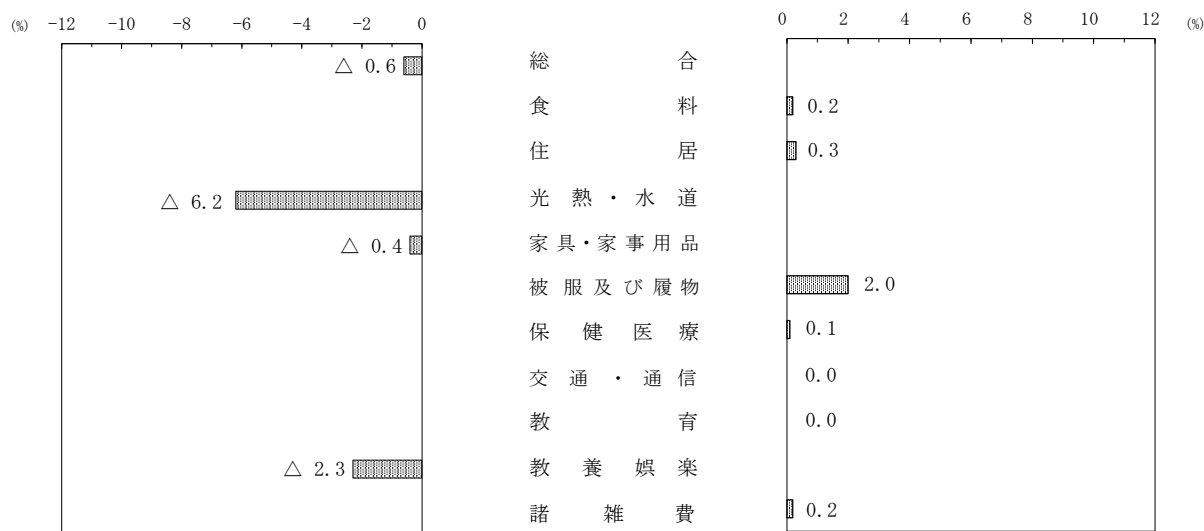 (%) −12 −10 −8 −6 −4 −2 0 0 2 4 6 8 10 12 (%)
△ 0.6 総合
食料 0.2
住居 0.3
△ 6.2 光熱・水道
△ 0.4 家具・家事用品
被服及び履物 2.0
保健医療 0.1
交通・通信 0.0
教育 0.0
△ 2.3 教養娯楽
諸雑費 0.2